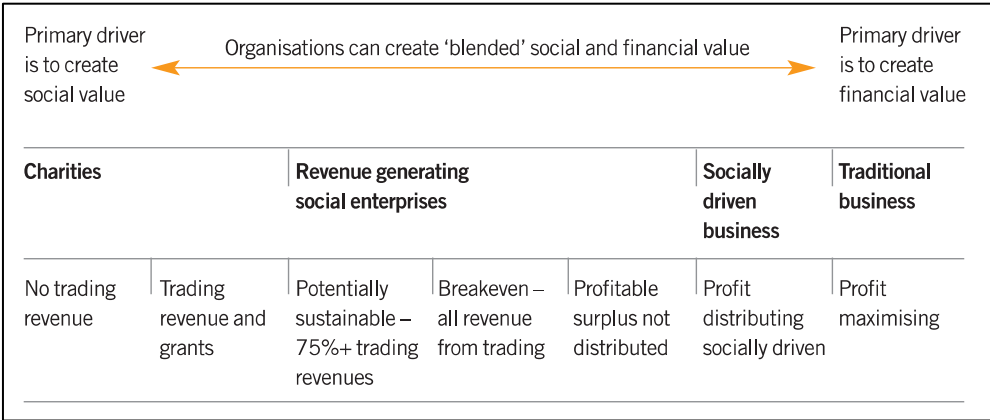 Primary driver
is to create
social value
Organisations can create ‘blended’ social and financial value
Primary driver
is to create
financial value
Charities
Revenue generating
social enterprises
Socially
driven
business
Traditional
business
No trading
revenue
Trading
revenue and
grants
Potentially
sustainable –
75%+ trading
revenues
Breakeven –
all revenue
from trading
Profitable
surplus not
distributed
Profit
distributing
socially driven
Profit
maximising